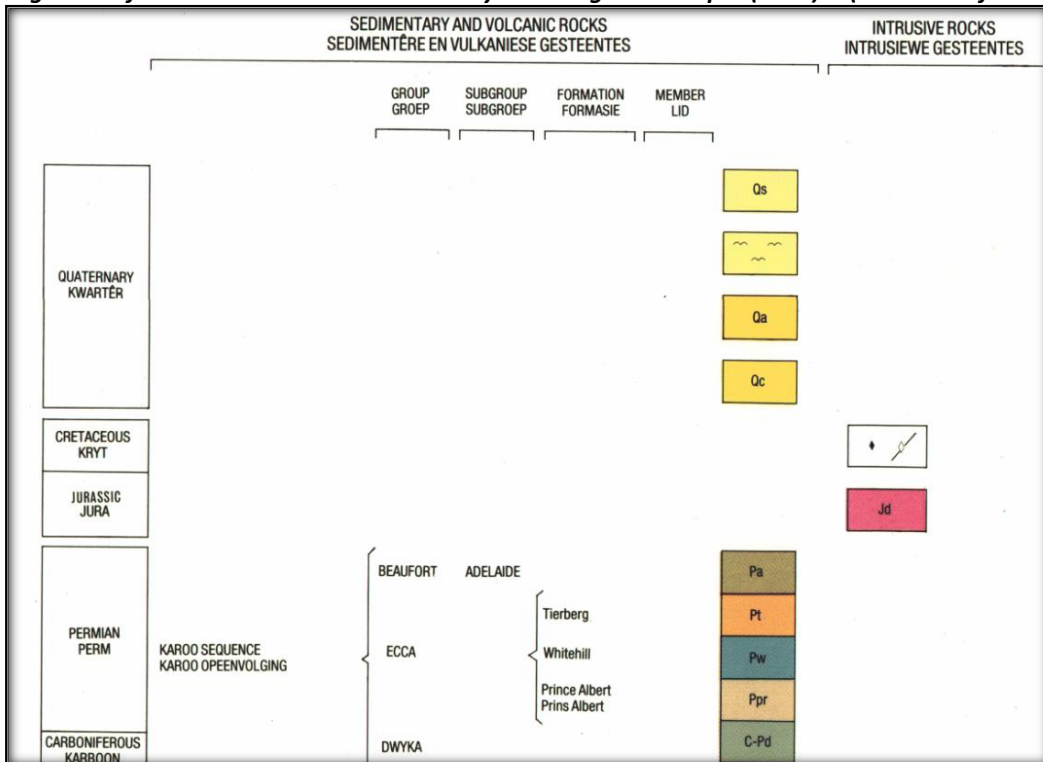 SEDIMENTARY AND VOLCANIC ROCKS
SEDIMENTÊRE EN VULKANIESE GESTEENTES
INTRUSIVE ROCKS
INTRUSIEWE GESTEENTES
GROUP
GROEP
SUBGROUP
SUBGROEP
FORMATION
FORMASIE
MEMBER
LID
QUATERNARY
KWARTÊR
Qs
Qa
Qc
CRETACEOUS
KRYT
JURASSIC
JURA
Jd
PERMIAN
PERM
KAROO SEQUENCE
KAROO OPEENVOLGING
BEAUFORT ADELAIDE
Pa
Tierberg
Pt
ECCA
Whitehill
Pw
Prince Albert
Prins Albert
Ppr
CARBONIFEROUS
KARBOON
DWYKA
C-Pd